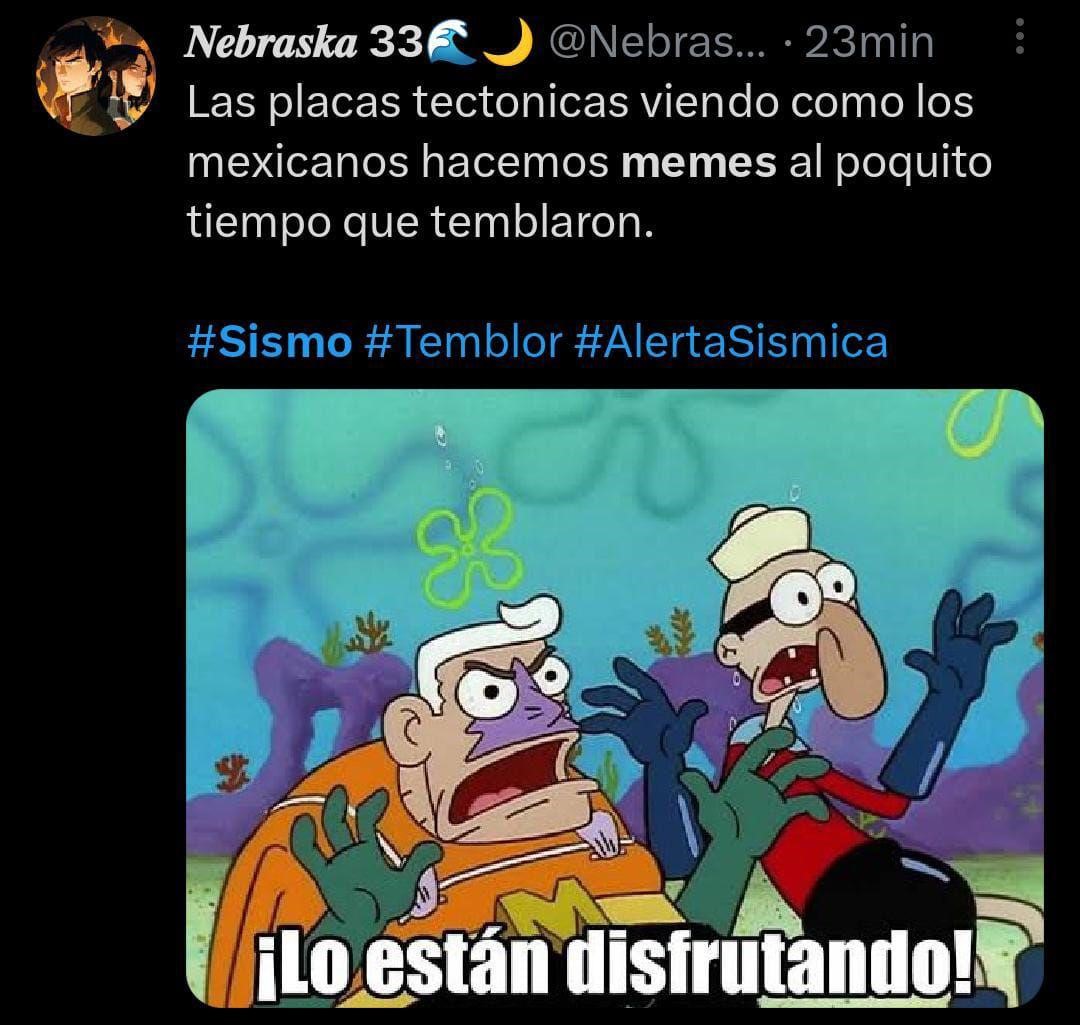 Nebraska 33🌊🌙 @Nebras... · 23min
Las placas tectonicas viendo como los
mexicanos hacemos memes al poquito
tiempo que temblaron.
#Sismo #Temblor #AlertaSismica
M
¡Lo están disfrutando!